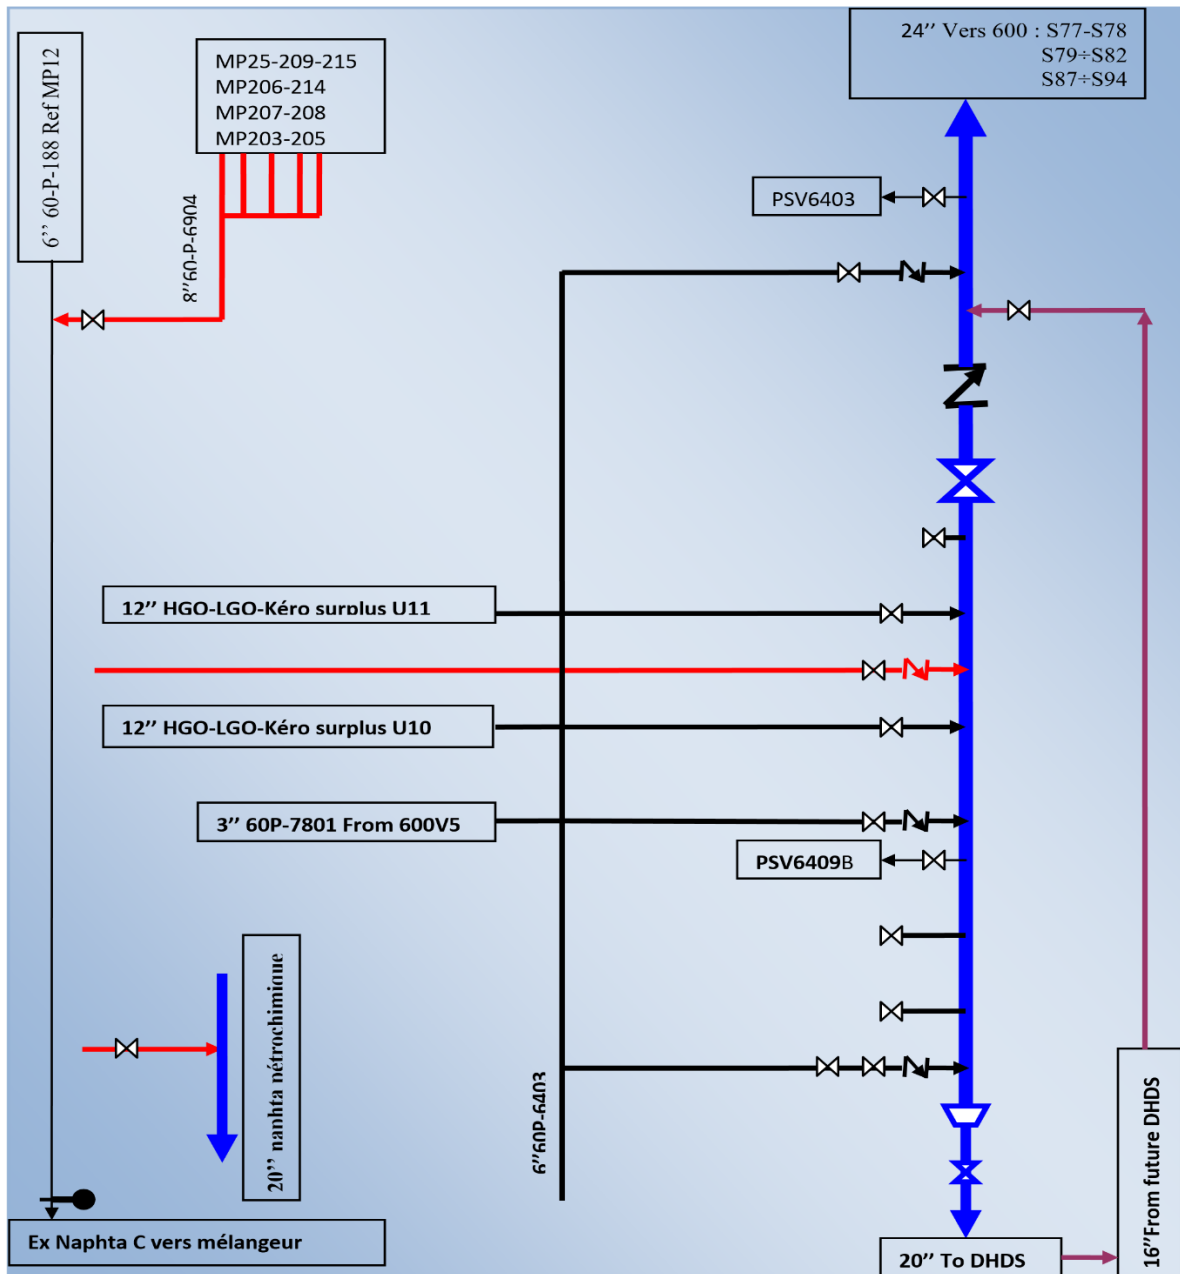 24’’ Vers 600 : S77-S78
S79÷S82
S87÷S94
6’’ 60-P-188 Ref MP12
MP25-209-215
MP206-214
MP207-208
MP203-205
8’’60-P-6904
PSV6403
12’’ HGO-LGO-Kéro surplus U11
12’’ HGO-LGO-Kéro surplus U10
3’’ 60P-7801 From 600V5
PSV6409B
20’’ nanhta nétrochimique
6’’60P-6403
16’’From future DHDS
Ex Naphta C vers mélangeur
20’’ To DHDS